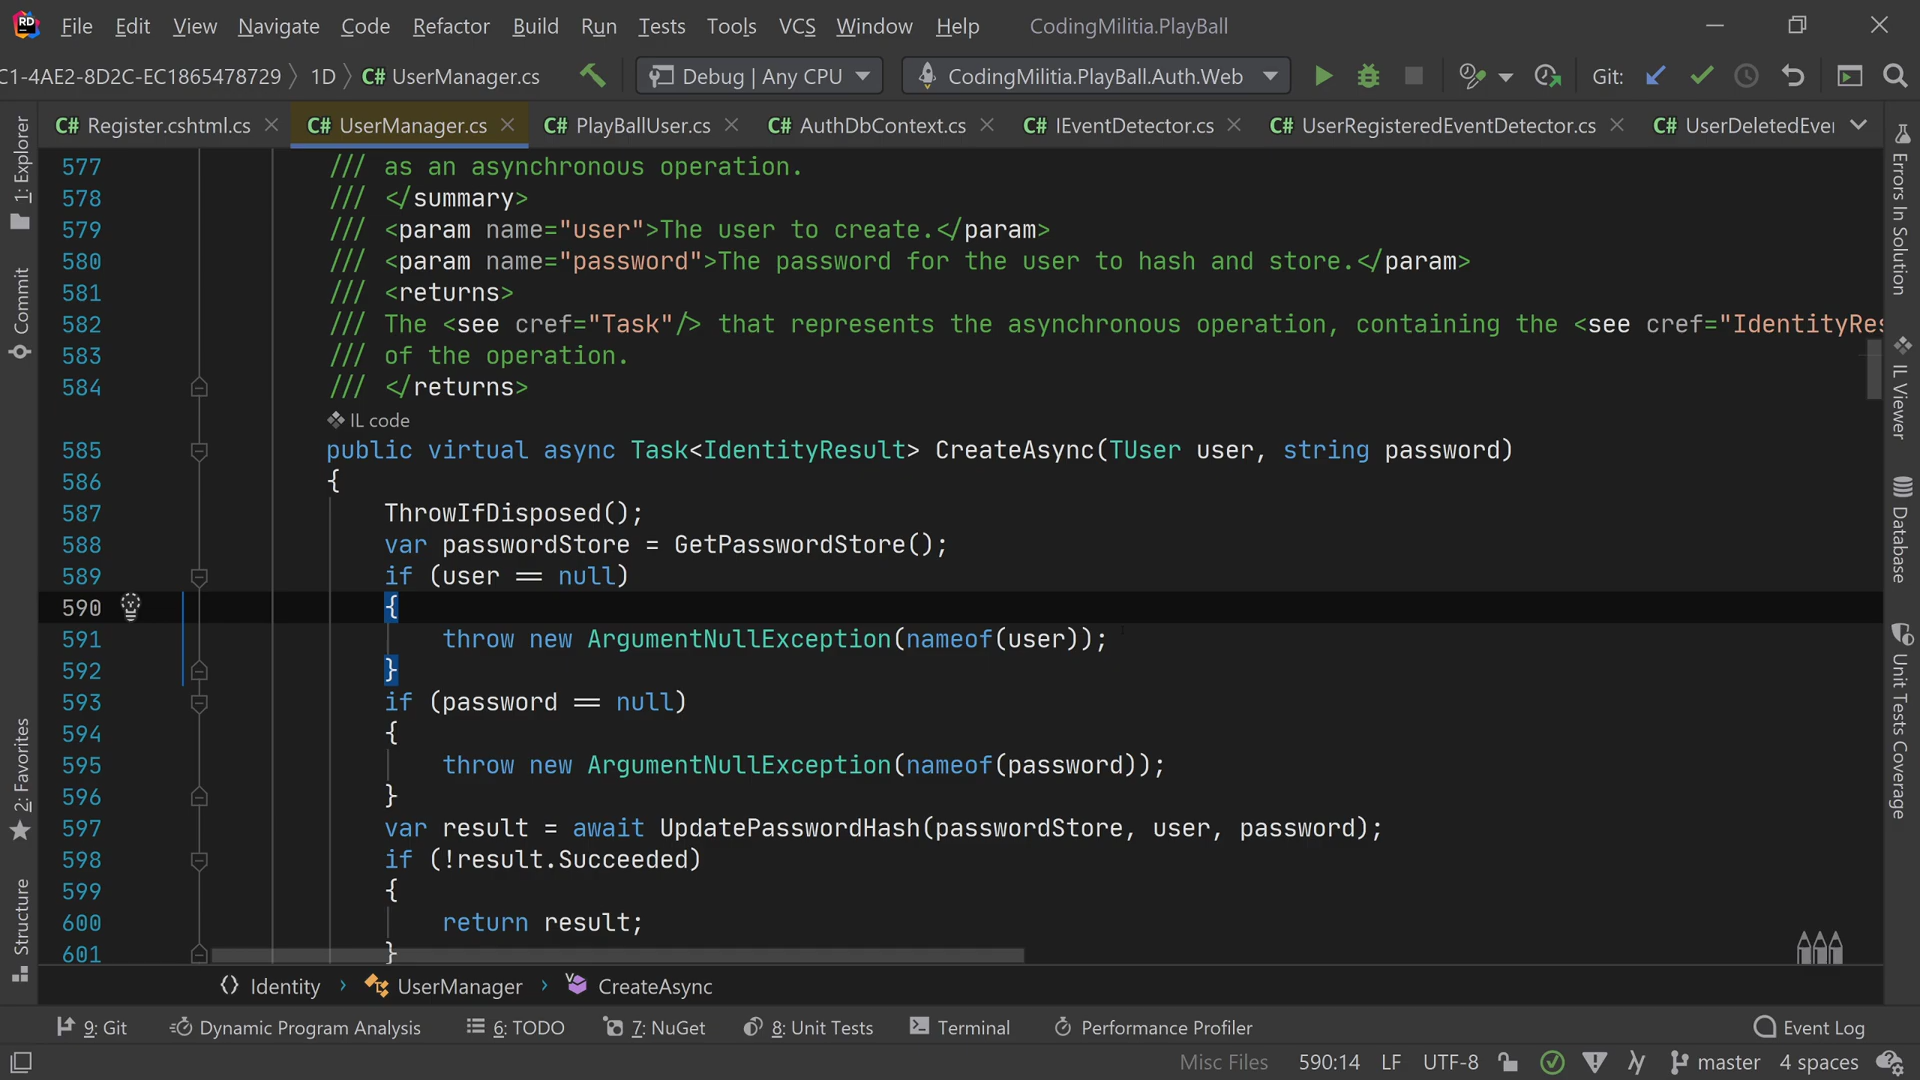 RD File Edit View Navigate Code Refactor Build Run Tests Tools VCS Window Help CodingMilitia.PlayBall
C1-4AE2-8D2C-EC1865478729 1D C# UserManager.cs Debug | Any CPU CodingMilitia.PlayBall.Auth.Web Git:
C# Register.cshtml.cs C# UserManager.cs C# PlayBallUser.cs C# AuthDbContext.cs C# IEventDetector.cs C# UserRegisteredEventDetector.cs C# UserDeletedEve
1: Explorer
Commit
2: Favorites
Structure
577 /// as an asynchronous operation.
578 /// </summary>
579 /// <param name="user">The user to create.</param>
580 /// <param name="password">The password for the user to hash and store.</param>
581 /// <returns>
582 /// The <see cref="Task"/> that represents the asynchronous operation, containing the <see cref="IdentityRes
583 /// of the operation.
584 /// </returns>
IL code
585 public virtual async Task<IdentityResult> CreateAsync(TUser user, string password)
586 {
587 ThrowIfDisposed();
588 var passwordStore = GetPasswordStore();
589 if (user == null)
590 {
591 throw new ArgumentNullException(nameof(user));
592 }
593 if (password == null)
594 {
595 throw new ArgumentNullException(nameof(password));
596 }
597 var result = await UpdatePasswordHash(passwordStore, user, password);
598 if (!result.Succeeded)
599 {
600 return result;
601 }
Errors In Solution
IL Viewer
Database
Unit Tests Coverage
Identity UserManager CreateAsync
9: Git Dynamic Program Analysis 6: TODO 7: NuGet 8: Unit Tests Terminal Performance Profiler Event Log
Misc Files 590:14 LF UTF-8 master 4 spaces